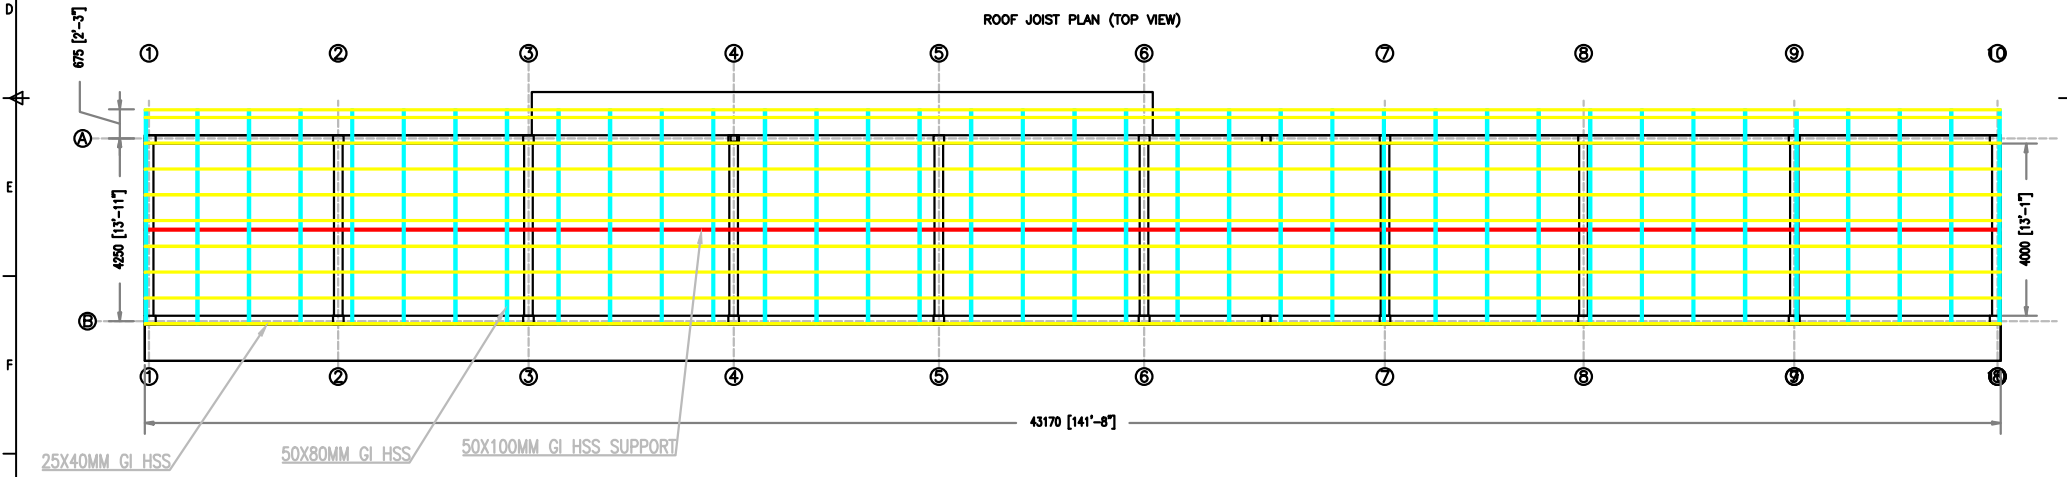 D
ROOF JOIST PLAN (TOP VIEW)
675 [2'-3"]
1 2 3 4 5 6 7 8 9 10
A
E
4250 [13'-11"]
4000 [13'-1"]
B
F
1 2 3 4 5 6 7 8 9
43170 [141'-8"]
50X100MM GI HSS SUPPORT
50X80MM GI HSS
25X40MM GI HSS